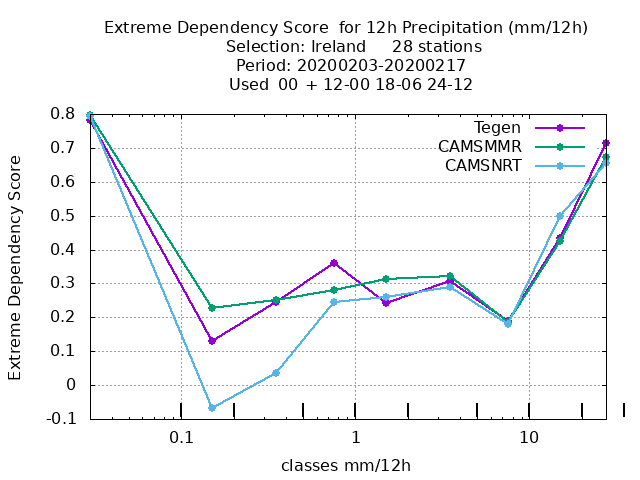 Extreme Dependency Score  for 12h Precipitation (mm/12h)
Selection: Ireland     28 stations
Period: 20200203-20200217
Used  00 + 12-00 18-06 24-12
Extreme Dependency Score
0.8
0.7
0.6
0.5
0.4
0.3
0.2
0.1
0
-0.1
Tegen
CAMSMMR
CAMSNRT
0.1
1
10
classes mm/12h